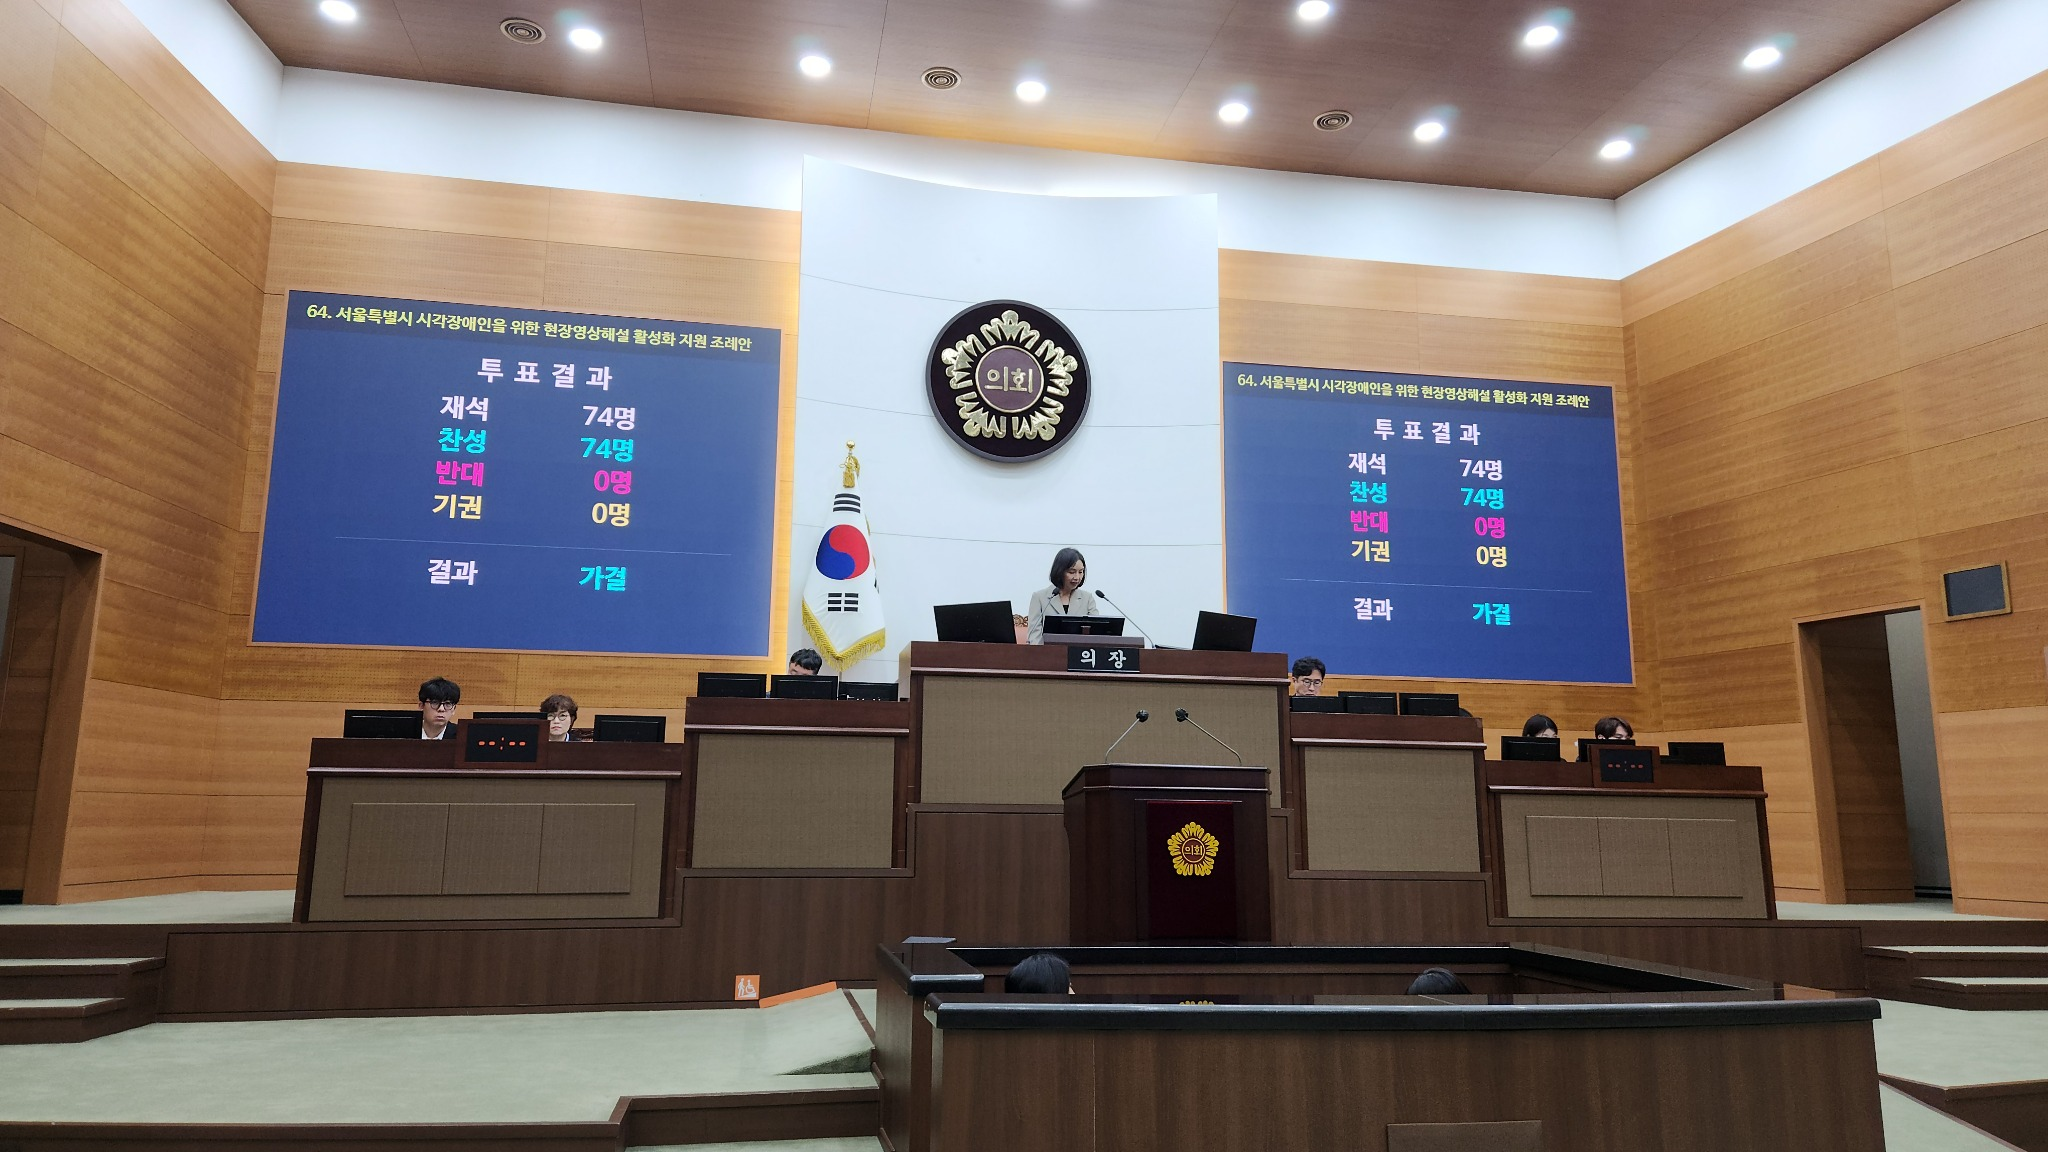 64. 서울특별시 시각장애인을 위한 현장영상해설 활성화 지원 조례안
투표결과
재석 74명
찬성 74명
반대 0명
기권 0명
결과 가결
의회
64. 서울특별시 시각장애인을 위한 현장영상해설 활성화 지원 조례안
투표결과
재석 74명
찬성 74명
반대 0명
기권 0명
결과 가결
의장
의회